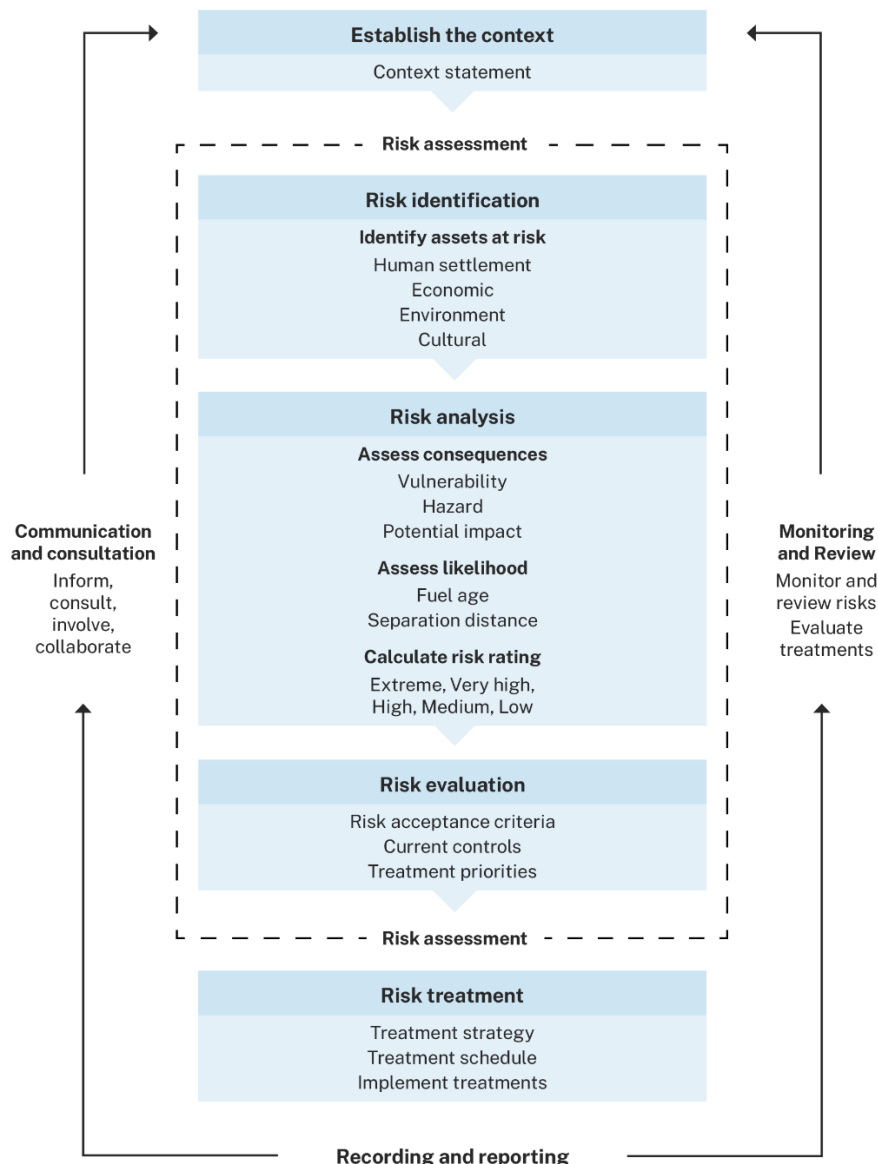 Establish the context
Context statement
Risk assessment
Risk identification
Identify assets at risk
Human settlement
Economic
Environment
Cultural
Risk analysis
Assess consequences
Vulnerability
Hazard
Potential impact
Assess likelihood
Fuel age
Separation distance
Calculate risk rating
Extreme, Very high,
High, Medium, Low
Communication
and consultation
Inform,
consult,
involve,
collaborate
Monitoring
and Review
Monitor and
review risks
Evaluate
treatments
Risk evaluation
Risk acceptance criteria
Current controls
Treatment priorities
Risk assessment
Risk treatment
Treatment strategy
Treatment schedule
Implement treatments
Recording and reporting